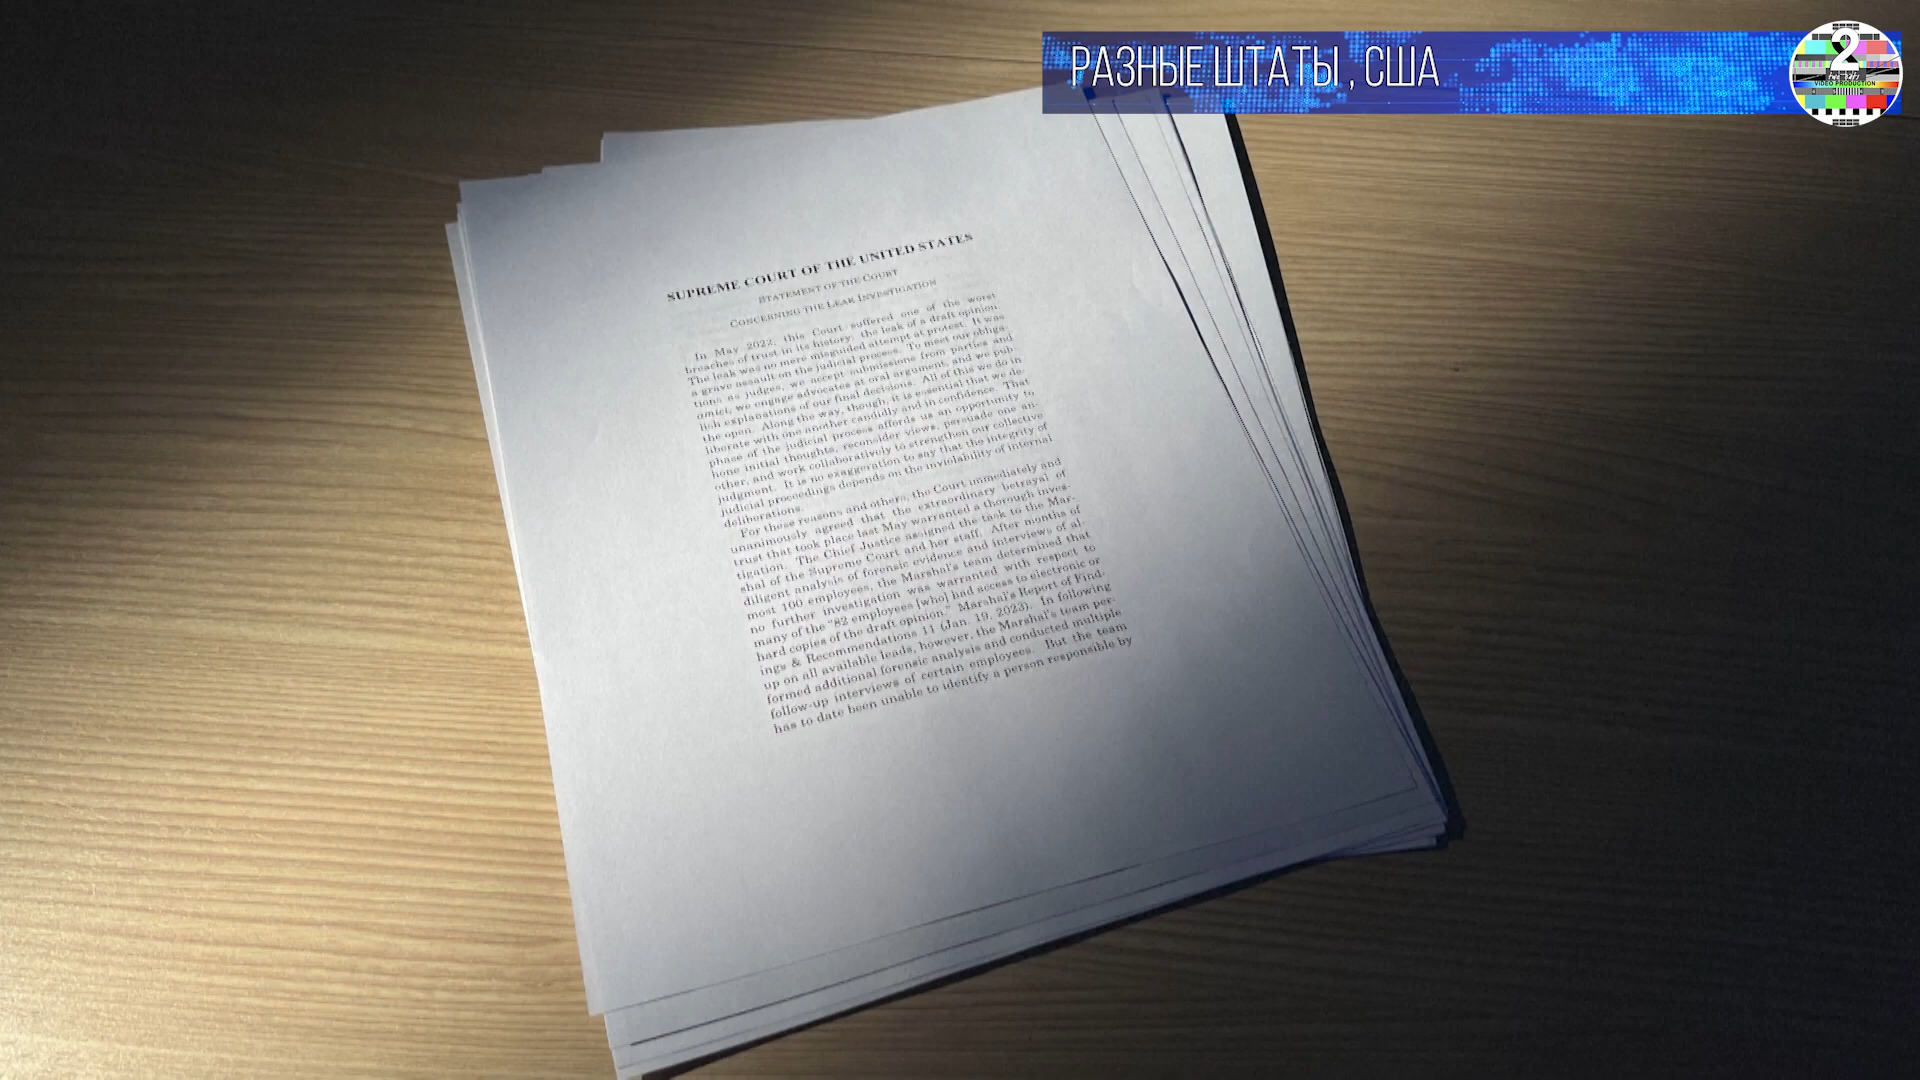 РАЗНЫЕ ШТАТЫ, США
2
VIDEO PRODUCTION
SUPREME COURT OF THE UNITED STATES
STATEMENT OF THE COURT
CONCERNING THE LEAK INVESTIGATION
In May 2022, this Court suffered one of the worst
breaches of trust in its history: the leak of a draft opinion.
The leak was no mere misguided attempt at protest. It was
a grave assault on the judicial process. To meet our obliga-
tions as judges, we accept submissions from parties and
amici, we engage advocates at oral argument, and we pub-
lish explanations of our final decisions. All of this we do in
the open. Along the way, though, it is essential that we de-
liberate with one another candidly and in confidence. That
phase of the judicial process affords us an opportunity to
hone initial thoughts, reconsider views, persuade one an-
other, and work collaboratively to strengthen our collective
judgment. It is no exaggeration to say that the integrity of
judicial proceedings depends on the inviolability of internal
deliberations.
For these reasons and others, the Court immediately and
unanimously agreed that the extraordinary betrayal of
trust that took place last May warranted a thorough inves-
tigation. The Chief Justice assigned the task to the Mar-
shal of the Supreme Court and her staff. After months of
diligent analysis of forensic evidence and interviews of al-
most 100 employees, the Marshal's team determined that
no further investigation was warranted with respect to
many of the "82 employees [who] had access to electronic or
hard copies of the draft opinion." Marshal's Report of Find-
ings & Recommendations 11 (Jan. 19, 2023). In following
up on all available leads, however, the Marshal's team per-
formed additional forensic analysis and conducted multiple
follow-up interviews of certain employees. But the team
has to date been unable to identify a person responsible by